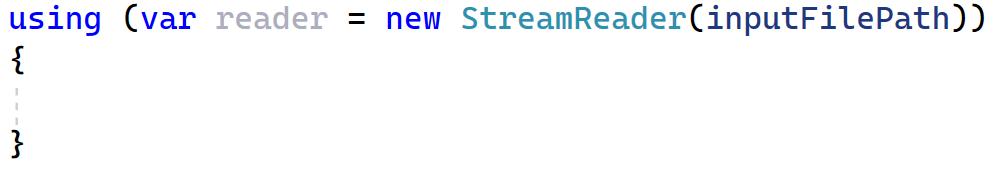 using (var reader = new StreamReader(inputFilePath))
{
}